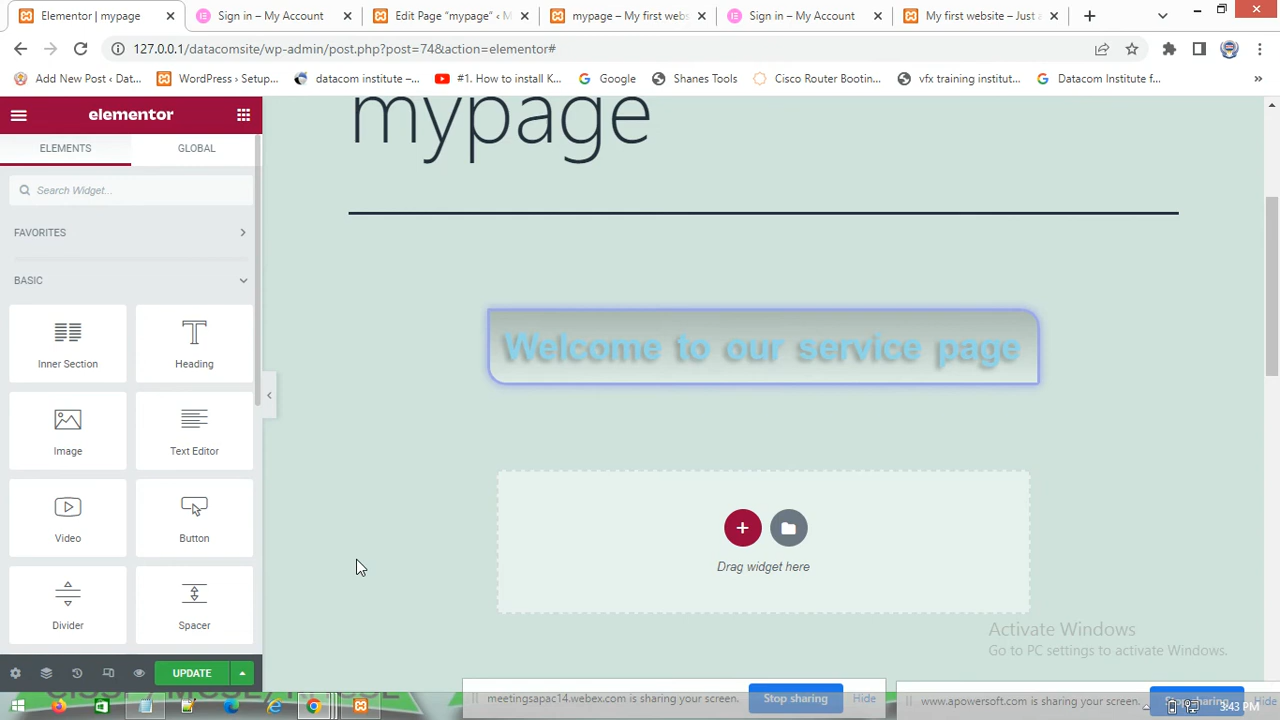 Elementor | mypage
Sign in – My Account
Edit Page “mypage” ‹ M
mypage – My first webs
Sign in – My Account
My first website – Just a
127.0.0.1/datacomsite/wp-admin/post.php?post=74&action=elementor#
Add New Post ‹ Dat...
WordPress › Setup...
datacom institute –...
#1. How to install K...
Google
Shanes Tools
Cisco Router Bootin...
vfx training institut...
Datacom Institute f...
elementor
ELEMENTS
GLOBAL
Search Widget...
FAVORITES
BASIC
Inner Section
Heading
Image
Text Editor
Video
Button
Divider
Spacer
UPDATE
mypage
Welcome to our service page
Drag widget here
Activate Windows
Go to PC settings to activate Windows.
meetingsapac14.webex.com is sharing your screen.
Stop sharing
Hide
www.apowersoft.com is sharing your screen.
Stop sharing
Hide
3:43 PM